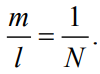 m/l = 1/N.